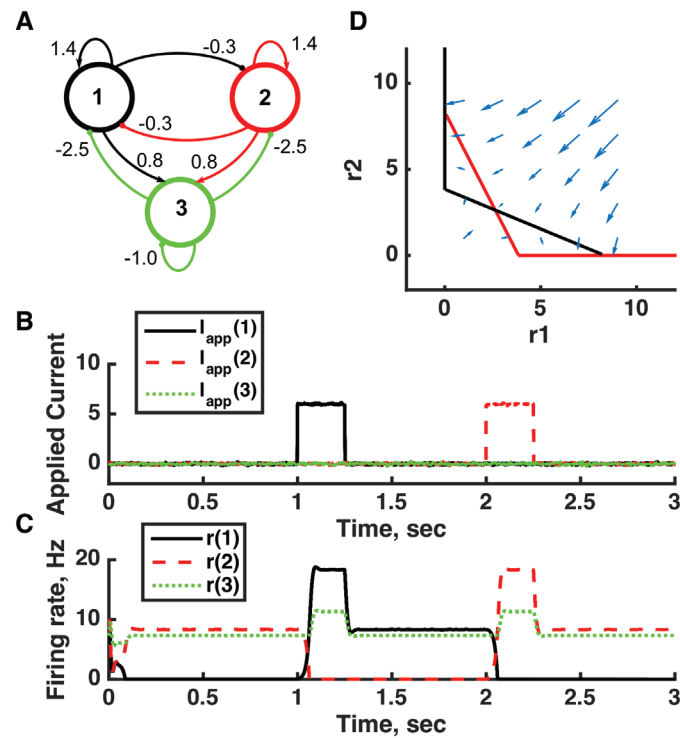 A
1.4
-0.3
1.4
1
2
-0.3
-2.5
0.8
0.8
-2.5
3
-1.0
D
r2
10
5
0
0
5
10
r1
B
Iapp(1)
Iapp(2)
Iapp(3)
Applied Current
10
5
0
0
0.5
1
1.5
2
2.5
3
Time, sec
C
r(1)
r(2)
r(3)
Firing rate, Hz
20
10
0
0
0.5
1
1.5
2
2.5
3
Time, sec